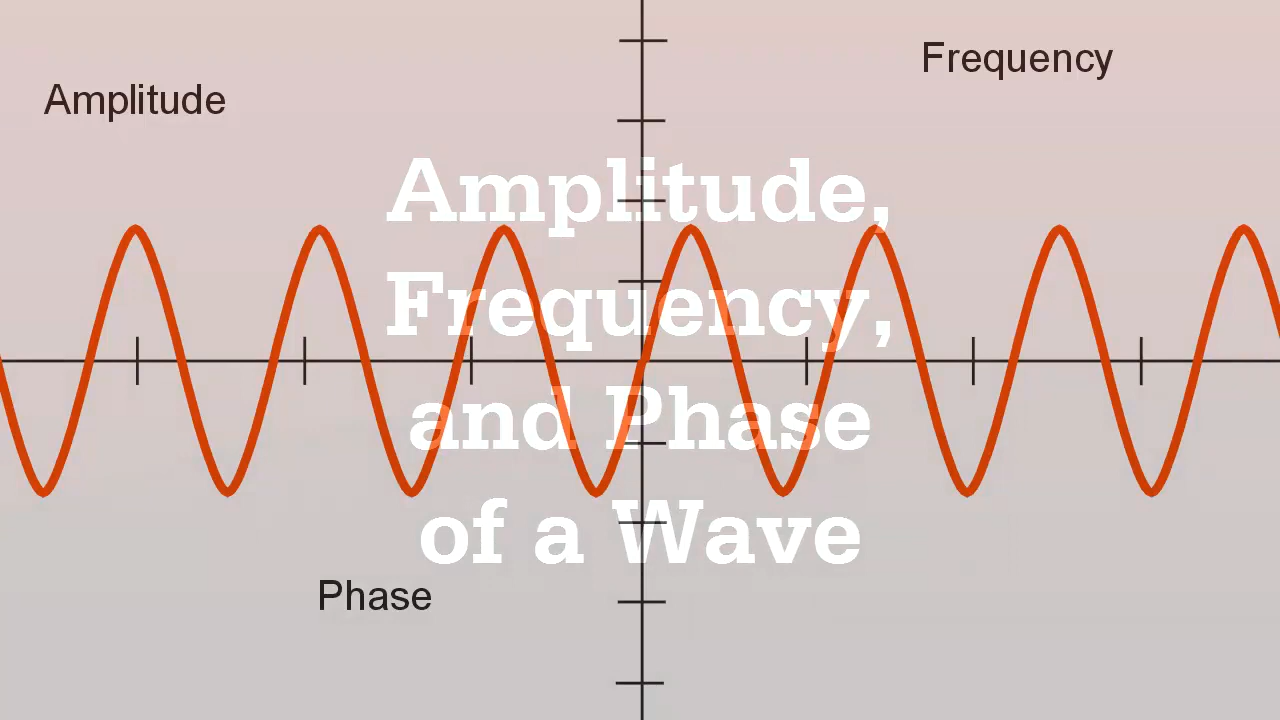 Frequency
Amplitude
Amplitude,
Frequency,
and Phase
of a Wave
Phase